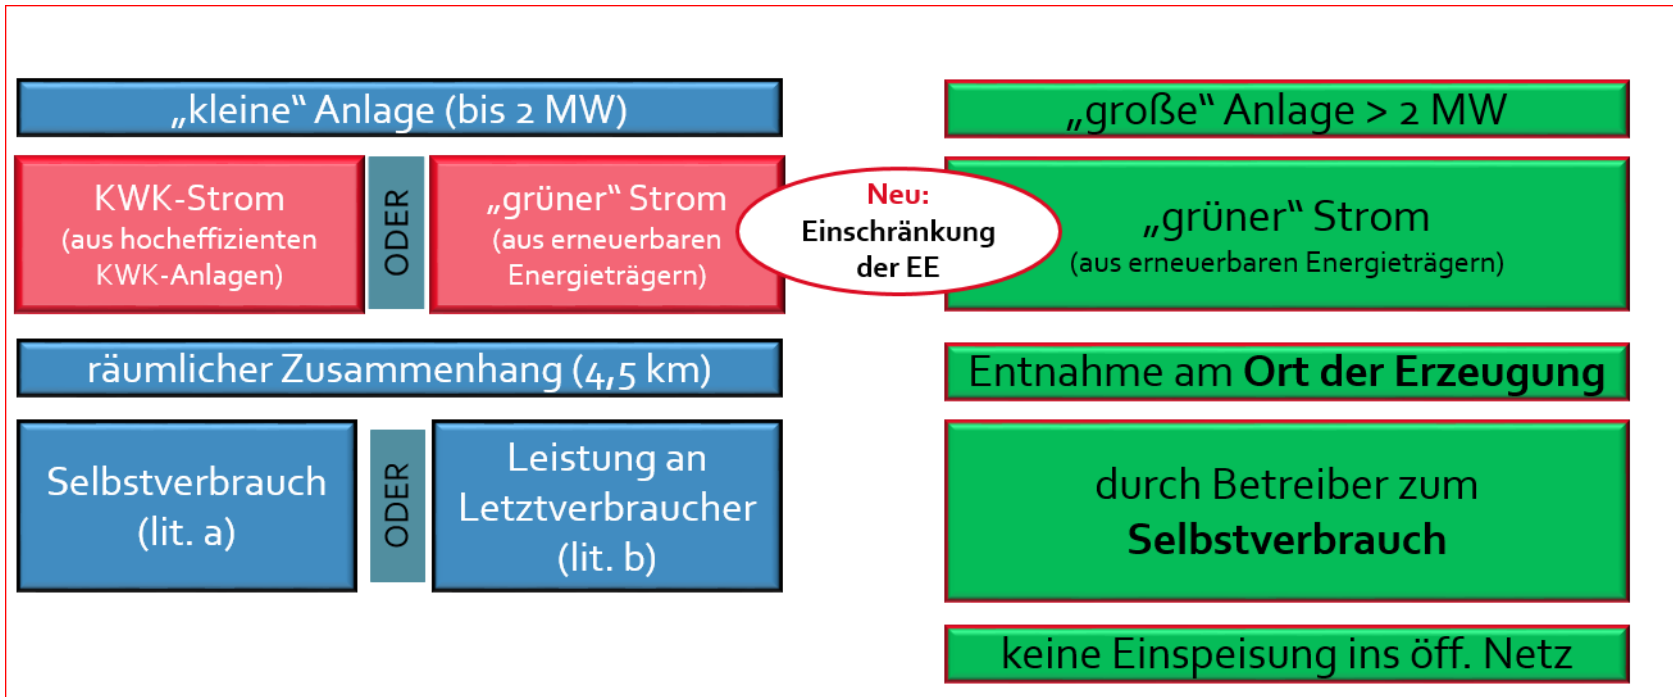 „kleine“ Anlage (bis 2 MW)
KWK-Strom
(aus hocheffizienten
KWK-Anlagen)
ODER
„grüner“ Strom
(aus erneuerbaren
Energieträgern)
räumlicher Zusammenhang (4,5 km)
Selbstverbrauch
(lit. a)
ODER
Leistung an
Letztverbraucher
(lit. b)
Neu:
Einschränkung
der EE
„große“ Anlage > 2 MW
„grüner“ Strom
(aus erneuerbaren Energieträgern)
Entnahme am Ort der Erzeugung
durch Betreiber zum
Selbstverbrauch
keine Einspeisung ins öff. Netz